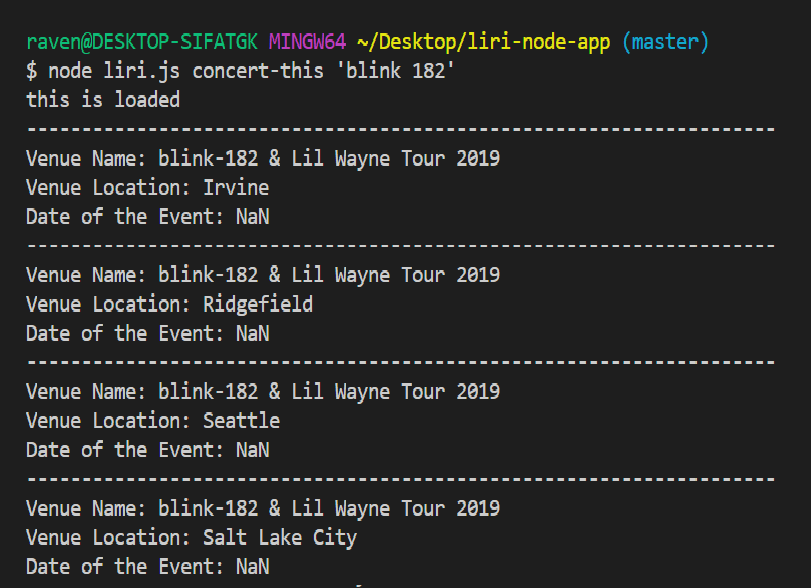 raven@DESKTOP-SIFATGK MINGW64 ~/Desktop/liri-node-app (master)
$ node liri.js concert-this 'blink 182'
this is loaded
--------------------------------------------------------------------
Venue Name: blink-182 & Lil Wayne Tour 2019
Venue Location: Irvine
Date of the Event: NaN
--------------------------------------------------------------------
Venue Name: blink-182 & Lil Wayne Tour 2019
Venue Location: Ridgefield
Date of the Event: NaN
--------------------------------------------------------------------
Venue Name: blink-182 & Lil Wayne Tour 2019
Venue Location: Seattle
Date of the Event: NaN
--------------------------------------------------------------------
Venue Name: blink-182 & Lil Wayne Tour 2019
Venue Location: Salt Lake City
Date of the Event: NaN